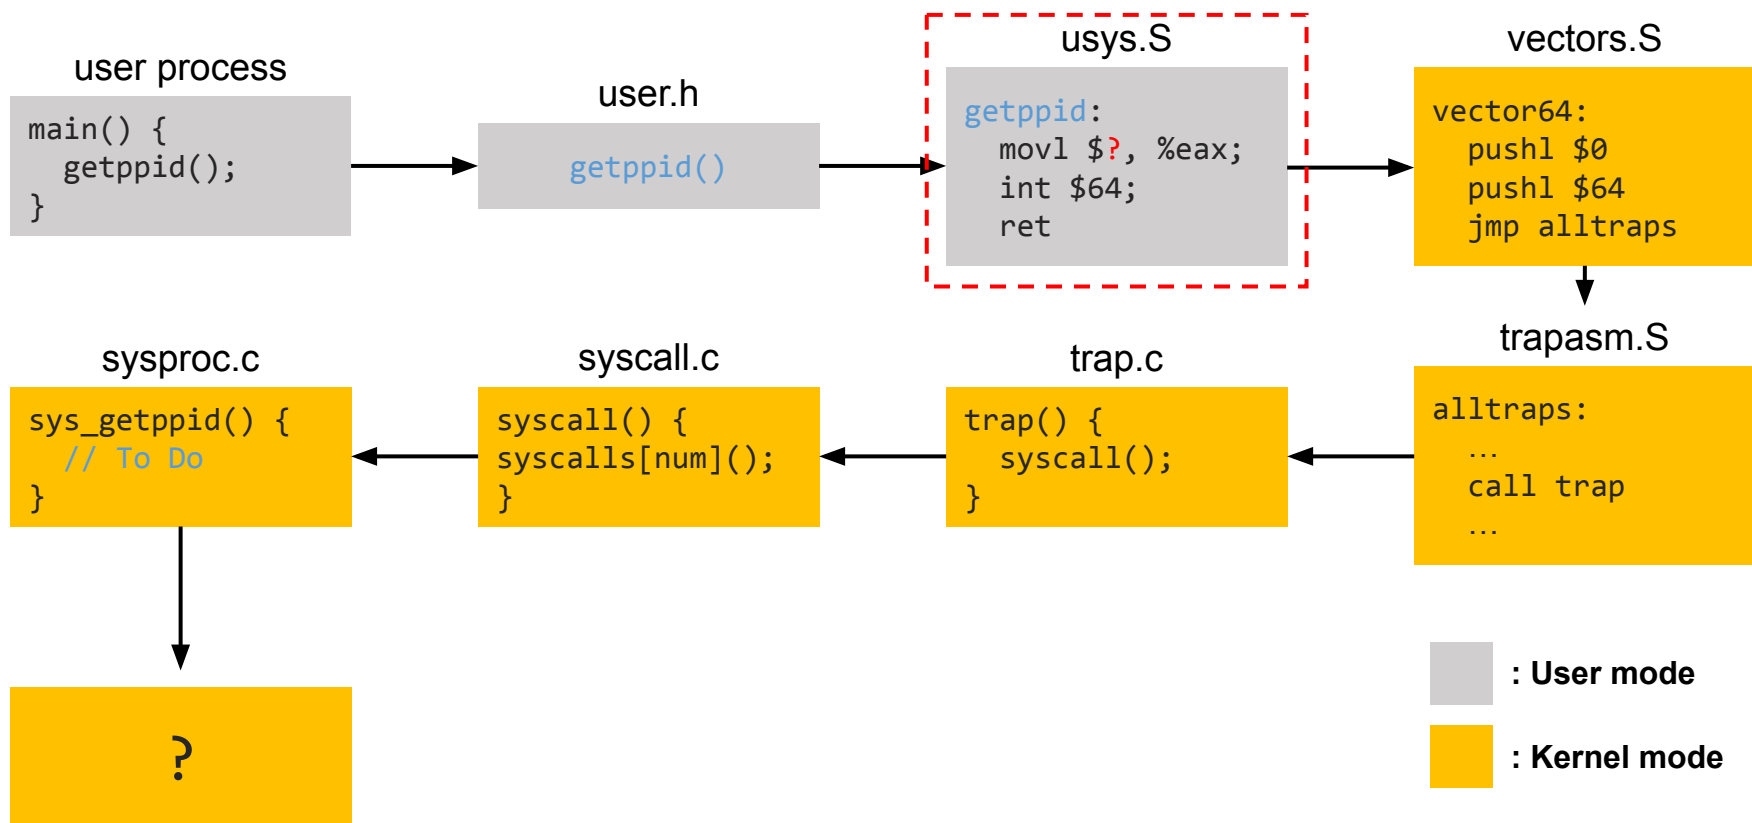 user process
main() {
  getppid();
}
user.h
getppid()
usys.S
getppid:
  movl $?, %eax;
  int $64;
  ret
vectors.S
vector64:
  pushl $0
  pushl $64
  jmp alltraps
sysproc.c
sys_getppid() {
  // To Do
}
syscall.c
syscall() {
syscalls[num]();
}
trap.c
trap() {
  syscall();
}
trapasm.S
alltraps:
  …
  call trap
  …
?
: User mode
: Kernel mode